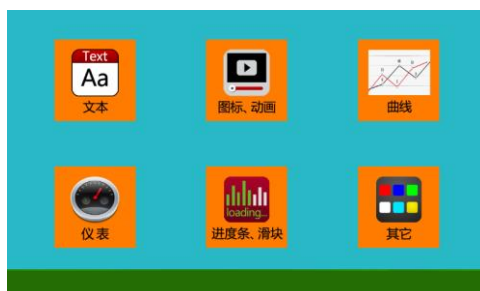 Text
Aa
文本
图标、动画
曲线
仪表
loading...
进度条、滑块
其它